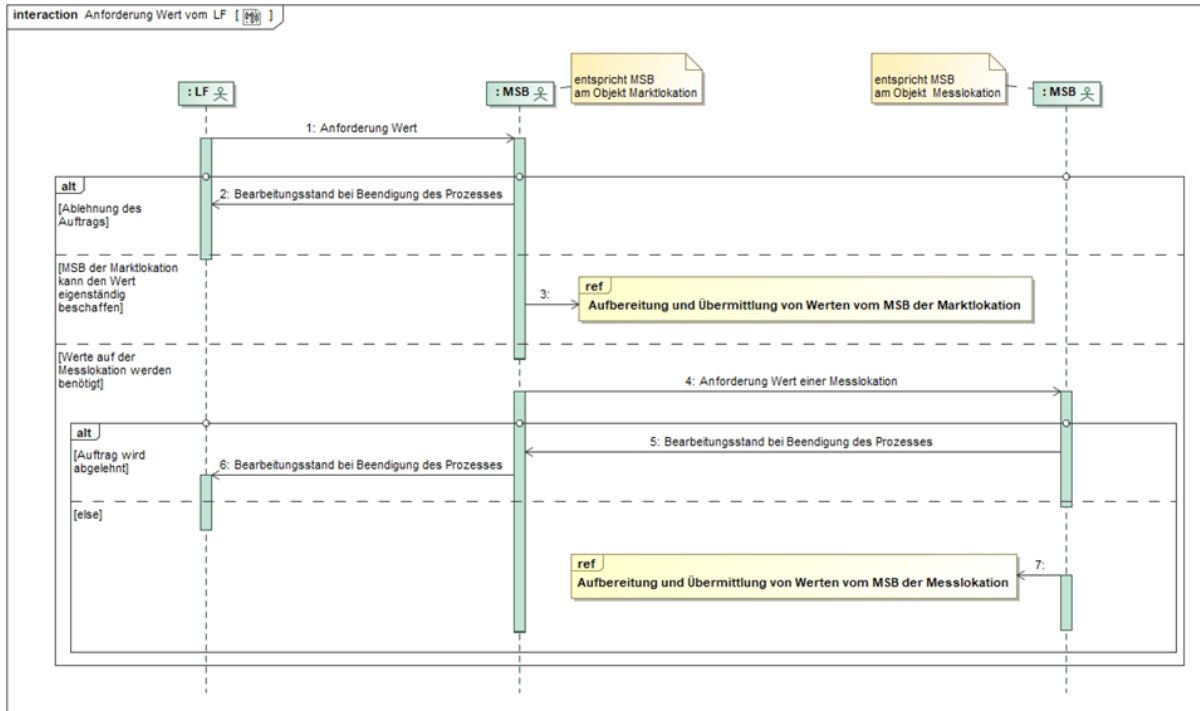 interaction Anforderung Wert vom LF [ ]
entspricht MSB
am Objekt Marktlokation
entspricht MSB
am Objekt Messlokation
: LF
: MSB
: MSB
1: Anforderung Wert
alt
2: Bearbeitungsstand bei Beendigung des Prozesses
[Ablehnung des
Auftrags]
[MSB der Marktlokation
kann den Wert
eigenständig
beschaffen]
3:
ref
Aufbereitung und Übermittlung von Werten vom MSB der Marktlokation
[Werte auf der
Messlokation werden
benötigt]
4: Anforderung Wert einer Messlokation
alt
5: Bearbeitungsstand bei Beendigung des Prozesses
[Auftrag wird
abgelehnt]
6: Bearbeitungsstand bei Beendigung des Prozesses
[else]
ref
7:
Aufbereitung und Übermittlung von Werten vom MSB der Messlokation